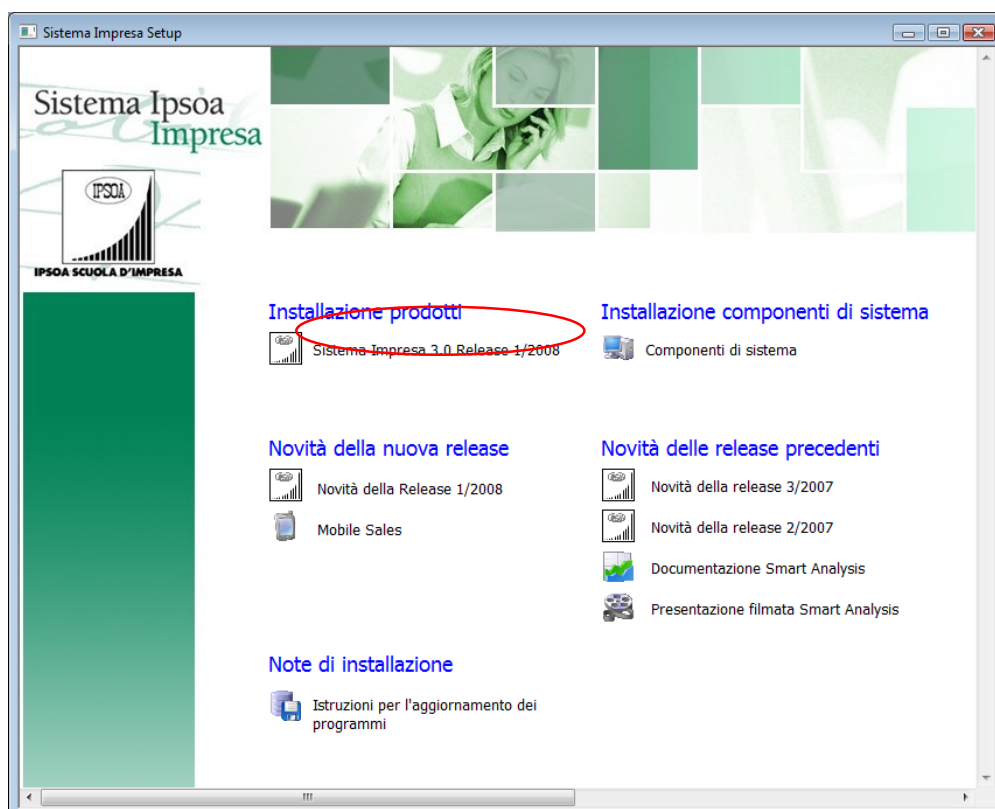 Sistema Impresa Setup
Sistema Ipsoa
Impresa
IPSOA
IPSOA SCUOLA D'IMPRESA
Installazione prodotti
Sistema Impresa 3.0 Release 1/2008
Installazione componenti di sistema
Componenti di sistema
Novità della nuova release
Novità della Release 1/2008
Mobile Sales
Novità delle release precedenti
Novità della release 3/2007
Novità della release 2/2007
Documentazione Smart Analysis
Presentazione filmata Smart Analysis
Note di installazione
Istruzioni per l'aggiornamento dei
programmi